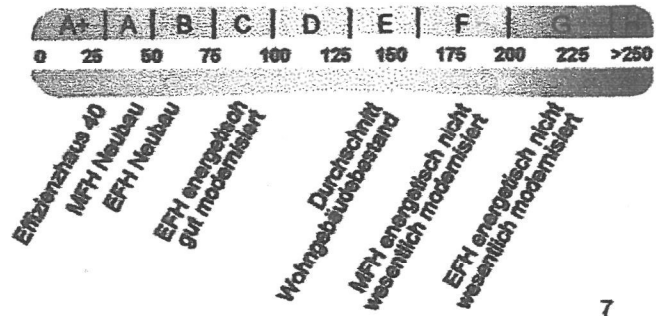 A+ A B C D E F G H
0 25 50 75 100 125 150 175 200 225 >250
Effizienzhaus 40
MFH Neubau
EFH Neubau
EFH energetisch
gut modernisiert
Durchschnitt
Wohngebäudebestand
MFH energetisch nicht
wesentlich modernisiert
EFH energetisch nicht
wesentlich modernisiert
7